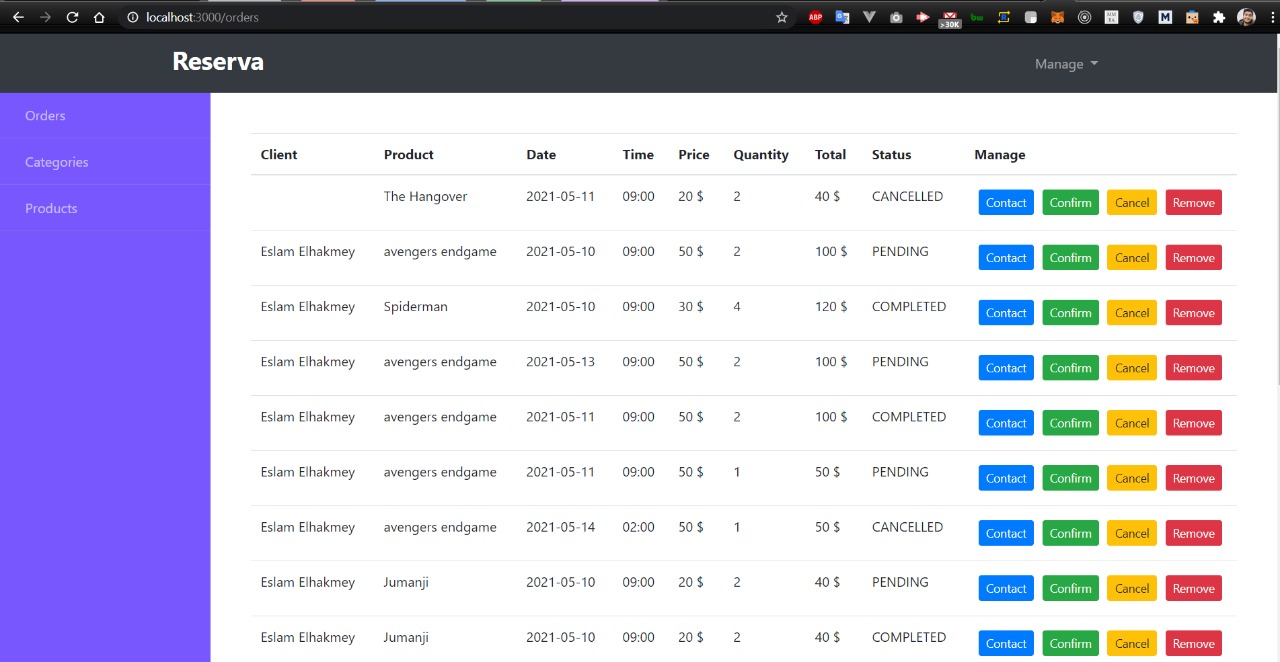 localhost:3000/orders
ABP
>30K
bw
M
Reserva
Manage
Orders
Categories
Products
Client Product Date Time Price Quantity Total Status Manage
The Hangover 2021-05-11 09:00 20 $ 2 40 $ CANCELLED Contact Confirm Cancel Remove
Eslam Elhakmey avengers endgame 2021-05-10 09:00 50 $ 2 100 $ PENDING Contact Confirm Cancel Remove
Eslam Elhakmey Spiderman 2021-05-10 09:00 30 $ 4 120 $ COMPLETED Contact Confirm Cancel Remove
Eslam Elhakmey avengers endgame 2021-05-13 09:00 50 $ 2 100 $ PENDING Contact Confirm Cancel Remove
Eslam Elhakmey avengers endgame 2021-05-11 09:00 50 $ 2 100 $ COMPLETED Contact Confirm Cancel Remove
Eslam Elhakmey avengers endgame 2021-05-11 09:00 50 $ 1 50 $ PENDING Contact Confirm Cancel Remove
Eslam Elhakmey avengers endgame 2021-05-14 02:00 50 $ 1 50 $ CANCELLED Contact Confirm Cancel Remove
Eslam Elhakmey Jumanji 2021-05-10 09:00 20 $ 2 40 $ PENDING Contact Confirm Cancel Remove
Eslam Elhakmey Jumanji 2021-05-10 09:00 20 $ 2 40 $ COMPLETED Contact Confirm Cancel Remove